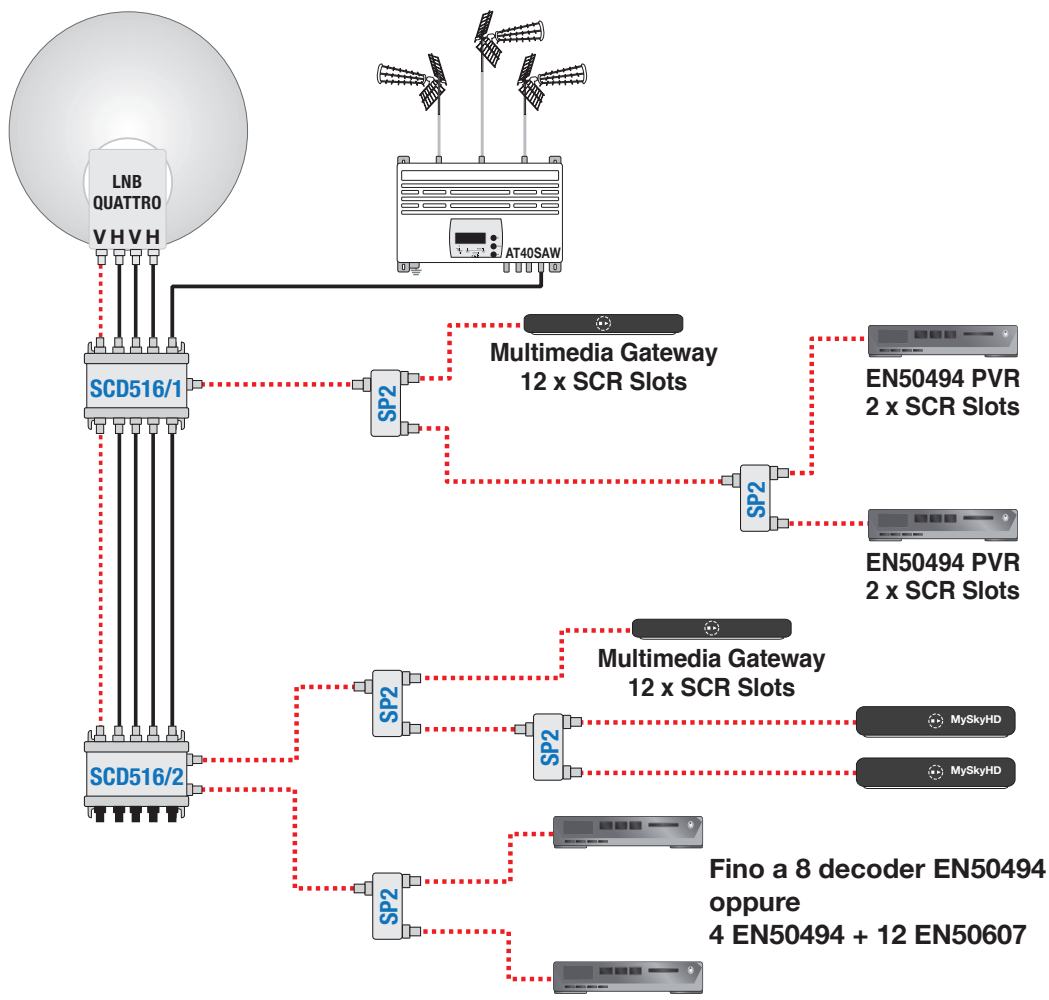 LNB
QUATTRO
V H V H
AT40SAW
SCD516/1
SP2
Multimedia Gateway
12 x SCR Slots
EN50494 PVR
2 x SCR Slots
SP2
EN50494 PVR
2 x SCR Slots
Multimedia Gateway
12 x SCR Slots
SP2
SP2
MySkyHD
MySkyHD
SCD516/2
SP2
Fino a 8 decoder EN50494
oppure
4 EN50494 + 12 EN50607